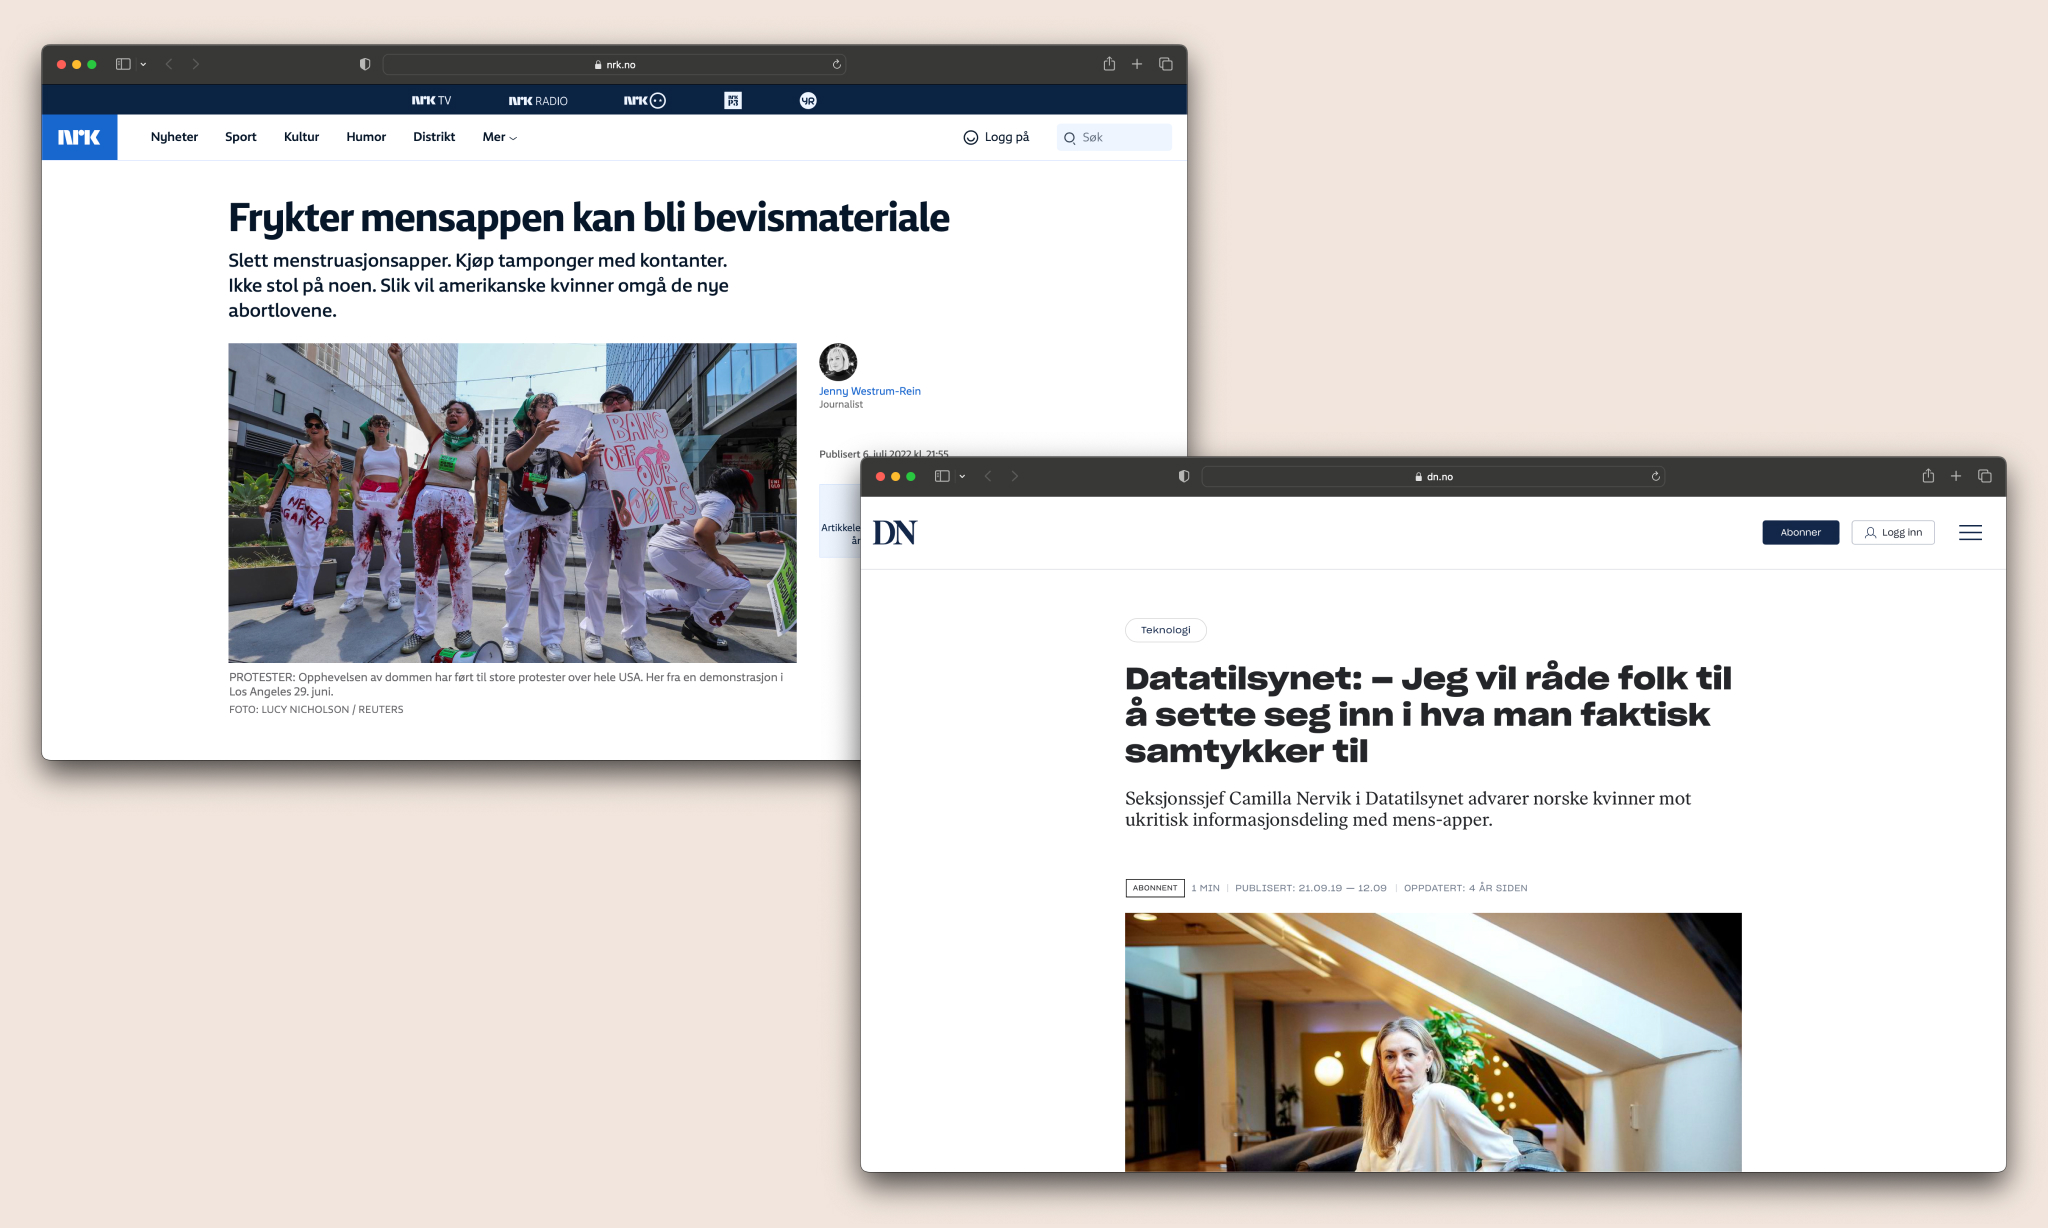 nrk.no
NRK TV
NRK RADIO
NRK
NRK P3
YR
NRK
Nyheter Sport Kultur Humor Distrikt Mer
Logg på
Søk
Frykter mensappen kan bli bevismateriale
Slett menstruasjonsapper. Kjøp tamponger med kontanter.
Ikke stol på noen. Slik vil amerikanske kvinner omgå de nye
abortlovene.
NEVER
AGAIN
BANS
OFF
OUR
BODIES
Jenny Westrum-Rein
Journalist
Publisert 6. juli 2022 kl. 21:55
Artikkele
år
PROTESTER: Opphevelsen av dommen har ført til store protester over hele USA. Her fra en demonstrasjon i
Los Angeles 29. juni.
FOTO: LUCY NICHOLSON / REUTERS
dn.no
DN
Abonner
Logg inn
Teknologi
Datatilsynet: – Jeg vil råde folk til
å sette seg inn i hva man faktisk
samtykker til
Seksjonssjef Camilla Nervik i Datatilsynet advarer norske kvinner mot
ukritisk informasjonsdeling med mens-apper.
ABONNENT 1 MIN PUBLISERT: 21.09.19 — 12.09 OPPDATERT: 4 ÅR SIDEN